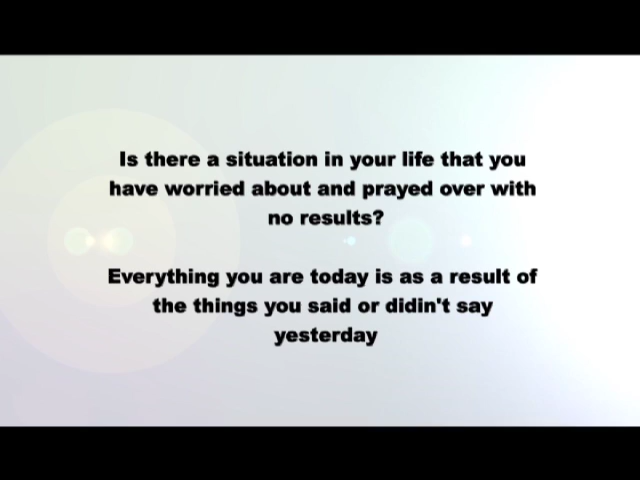 Is there a situation in your life that you
have worried about and prayed over with
no results?
Everything you are today is as a result of
the things you said or didin't say
yesterday